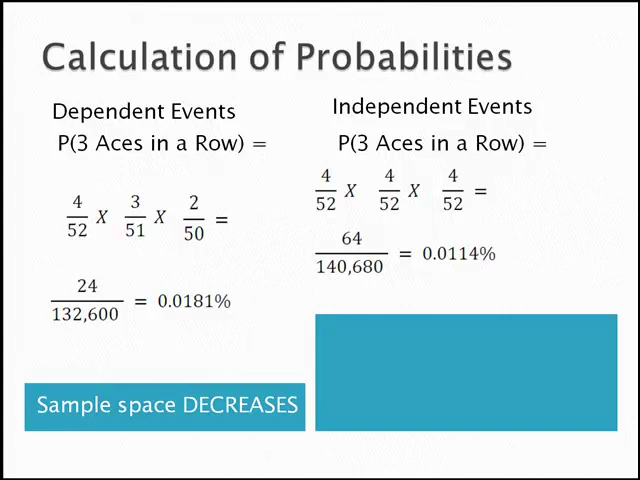 Calculation of Probabilities
Dependent Events
P(3 Aces in a Row) =
4/52 X 3/51 X 2/50 =
24/132,600 = 0.0181%
Sample space DECREASES
Independent Events
P(3 Aces in a Row) =
4/52 X 4/52 X 4/52 =
64/140,680 = 0.0114%